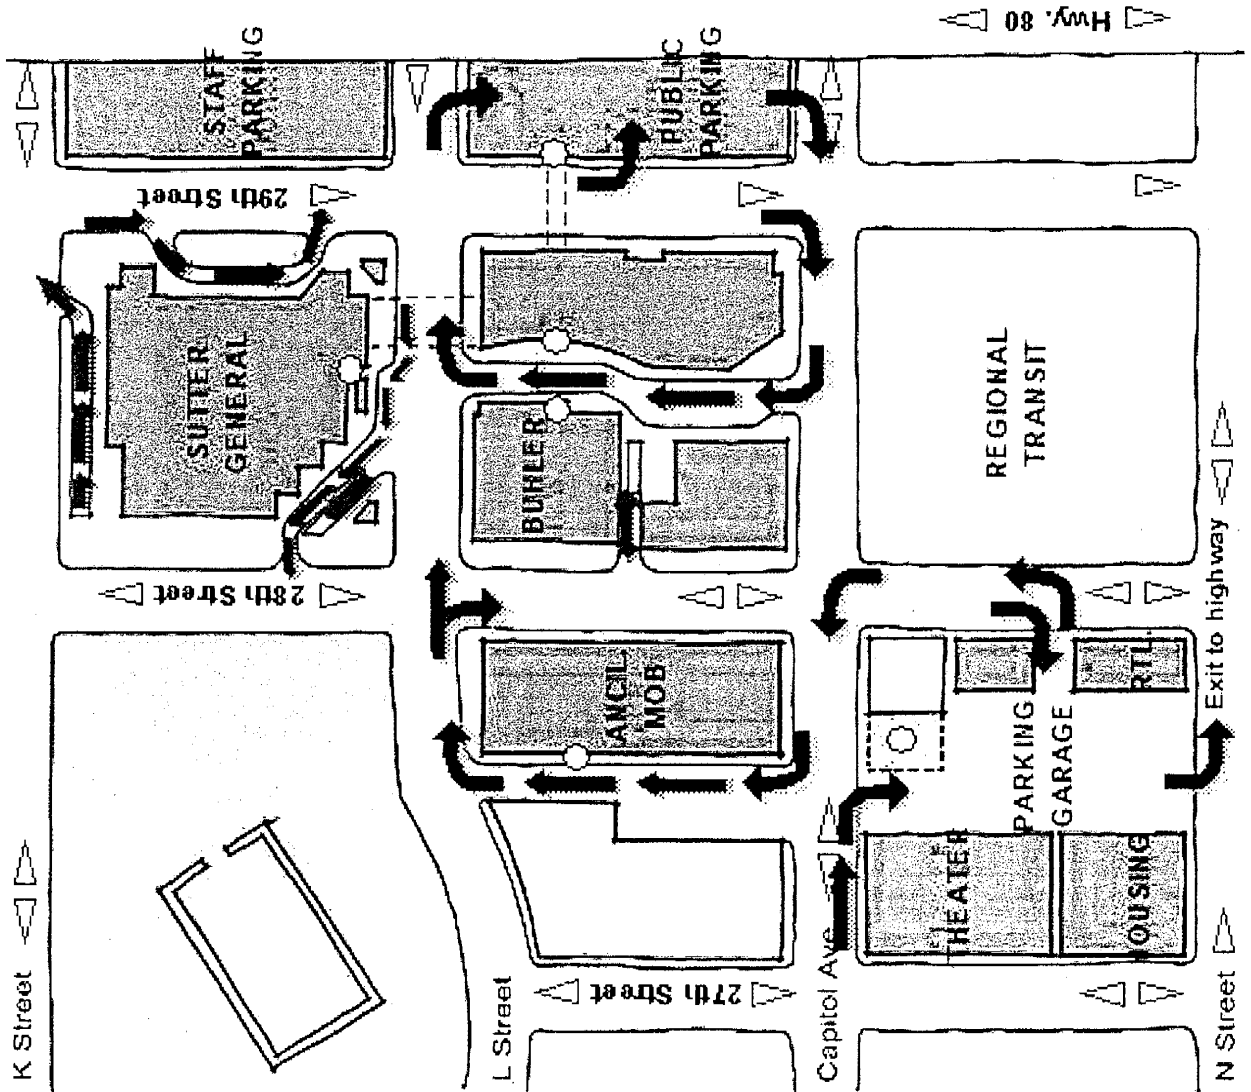 Hwy. 80
STAFF
PARKING
PUBLIC
PARKING
29th Street
SUTTER
GENERAL
BUHLER
REGIONAL
TRANSIT
28th Street
ANCIL.
MOB
RTL.
Exit to highway
PARKING
GARAGE
THEATER
HOUSING
27th Street
K Street
L Street
Capitol Ave
N Street